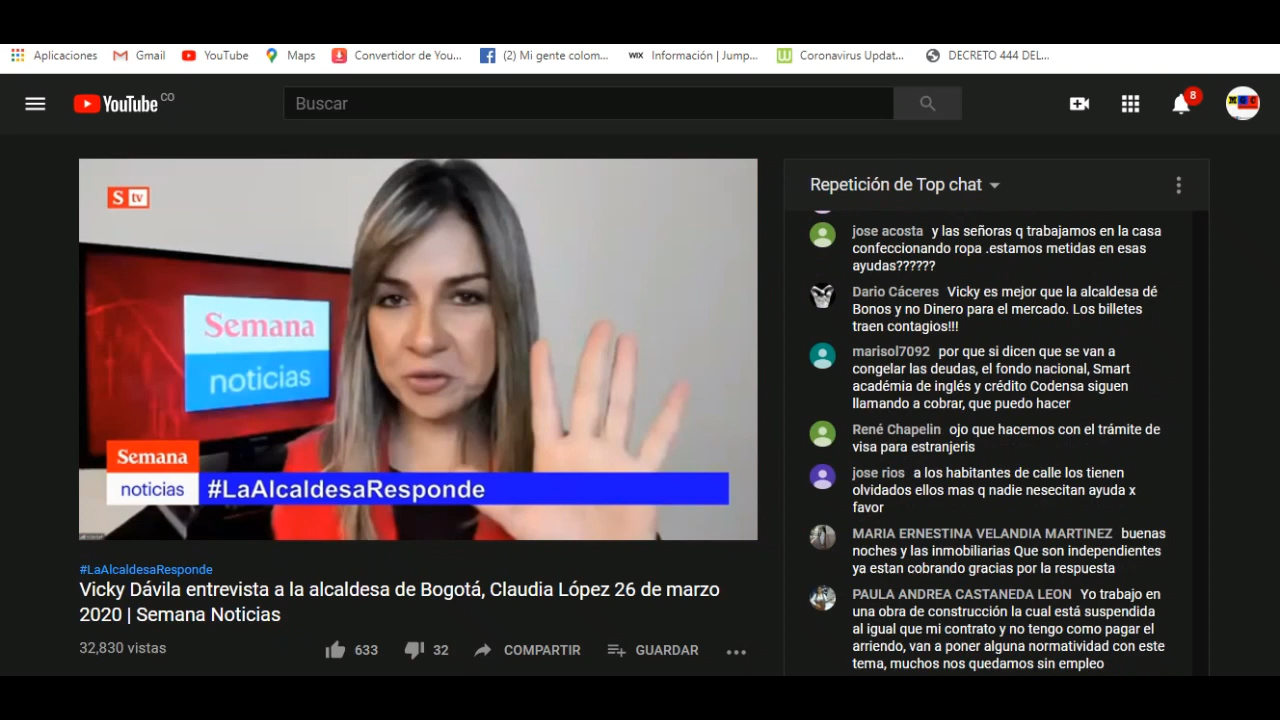 Aplicaciones Gmail YouTube Maps Convertidor de You... (2) Mi gente colom... WIX Información | Jump... Coronavirus Updat... DECRETO 444 DEL...
YouTube CO
Buscar
8
S tv
Semana
noticias
Semana
noticias
#LaAlcaldesaResponde
#LaAlcaldesaResponde
Vicky Dávila entrevista a la alcaldesa de Bogotá, Claudia López 26 de marzo
2020 | Semana Noticias
32,830 vistas
633 32 COMPARTIR GUARDAR
Repetición de Top chat
jose acosta y las señoras q trabajamos en la casa
confeccionando ropa .estamos metidas en esas
ayudas??????
Dario Cáceres Vicky es mejor que la alcaldesa dé
Bonos y no Dinero para el mercado. Los billetes
traen contagios!!!
marisol7092 por que si dicen que se van a
congelar las deudas, el fondo nacional, Smart
académia de inglés y crédito Codensa siguen
llamando a cobrar, que puedo hacer
René Chapelin ojo que hacemos con el trámite de
visa para estranjeris
jose rios a los habitantes de calle los tienen
olvidados ellos mas q nadie nesecitan ayuda x
favor
MARIA ERNESTINA VELANDIA MARTINEZ buenas
noches y las inmobiliarias Que son independientes
ya estan cobrando gracias por la respuesta
PAULA ANDREA CASTANEDA LEON Yo trabajo en
una obra de construcción la cual está suspendida
al igual que mi contrato y no tengo como pagar el
arriendo, van a poner alguna normatividad con este
tema, muchos nos quedamos sin empleo